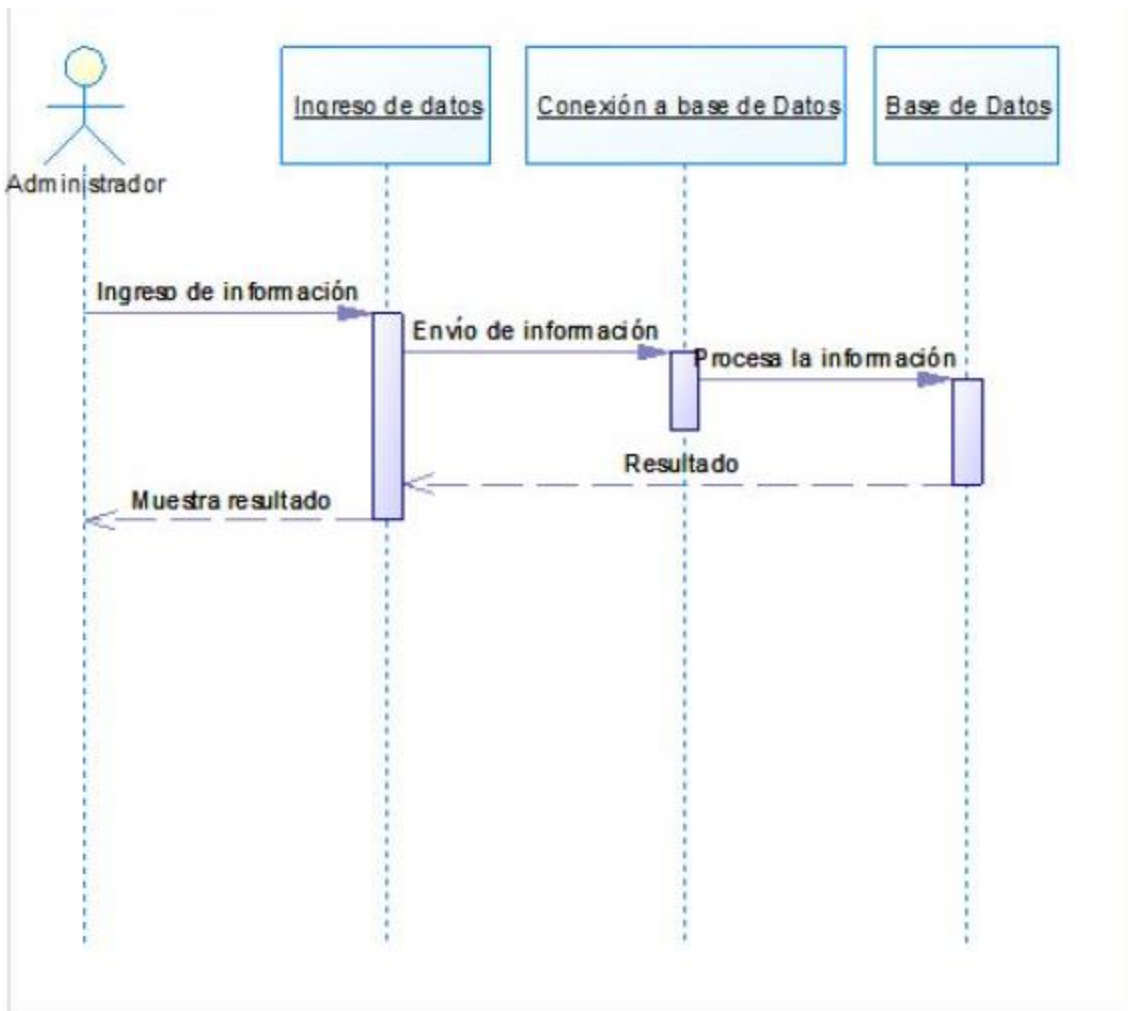 Ingreso de datos
Conexión a base de Datos
Base de Datos
Administrador
Ingreso de información
Envío de información
Procesa la información
Resultado
Muestra resultado